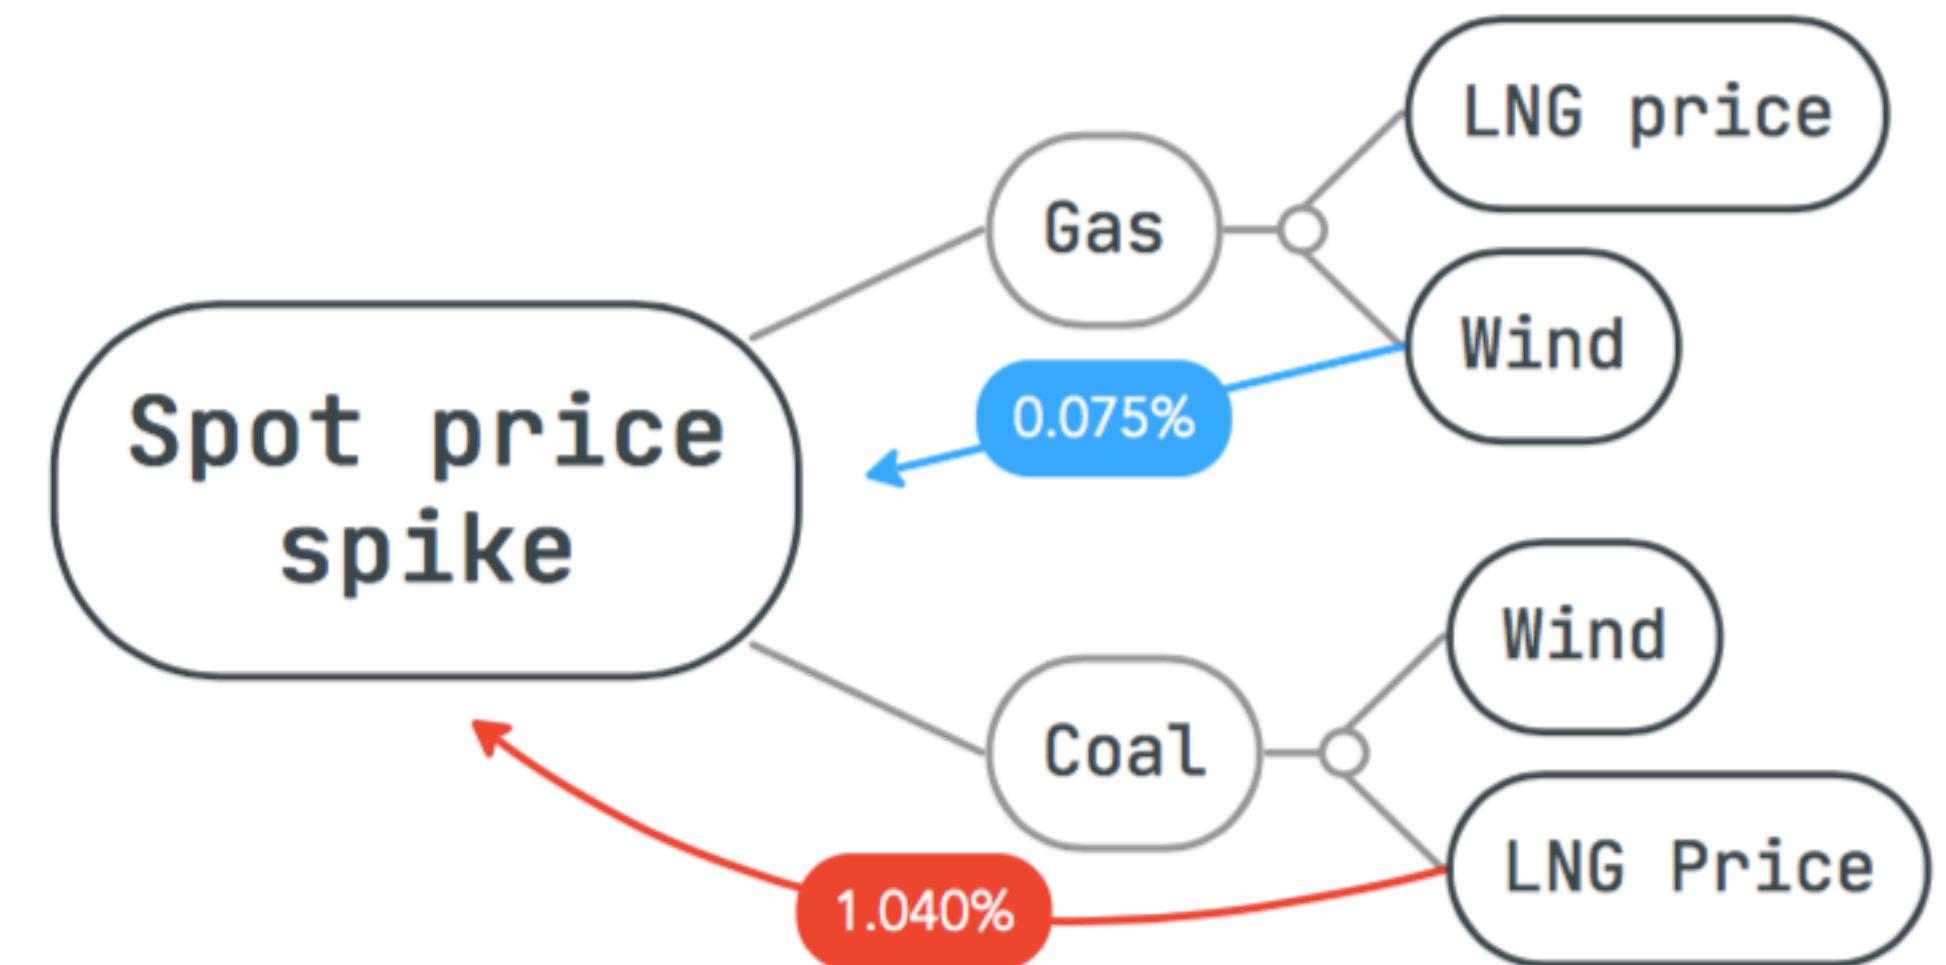 LNG price
Gas
Wind
0.075%
Spot price
spike
Wind
Coal
LNG Price
1.040%